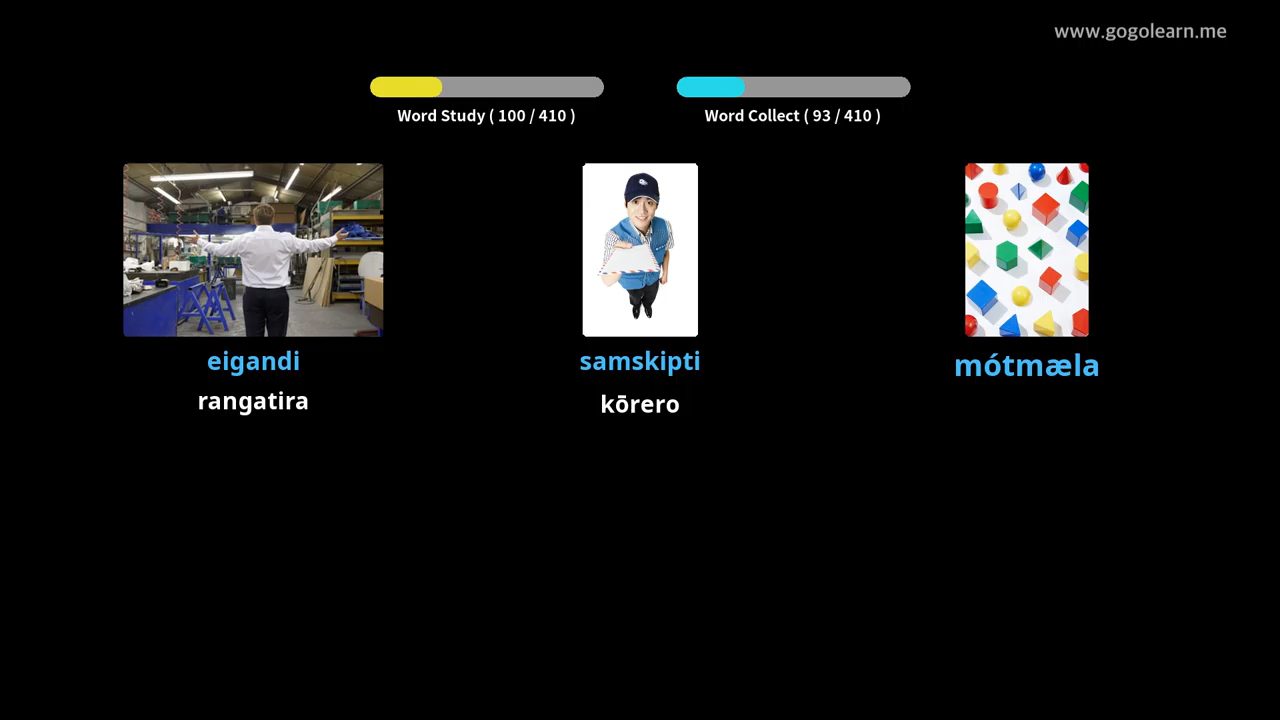 www.gogolearn.me
Word Study ( 100 / 410 )
Word Collect ( 93 / 410 )
eigandi
rangatira
samskipti
kōrero
mótmæla